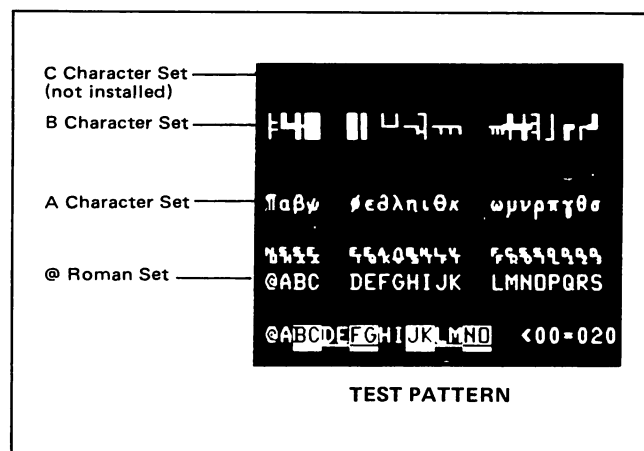 C Character Set
(not installed)
B Character Set
A Character Set
παβψ φε∂ληιθκ ωμνρπγθσ
@ Roman Set
@ABC DEFGHIJK LMNOPQRS
@ABCDEFGHIJKLMNO <00=020
TEST PATTERN